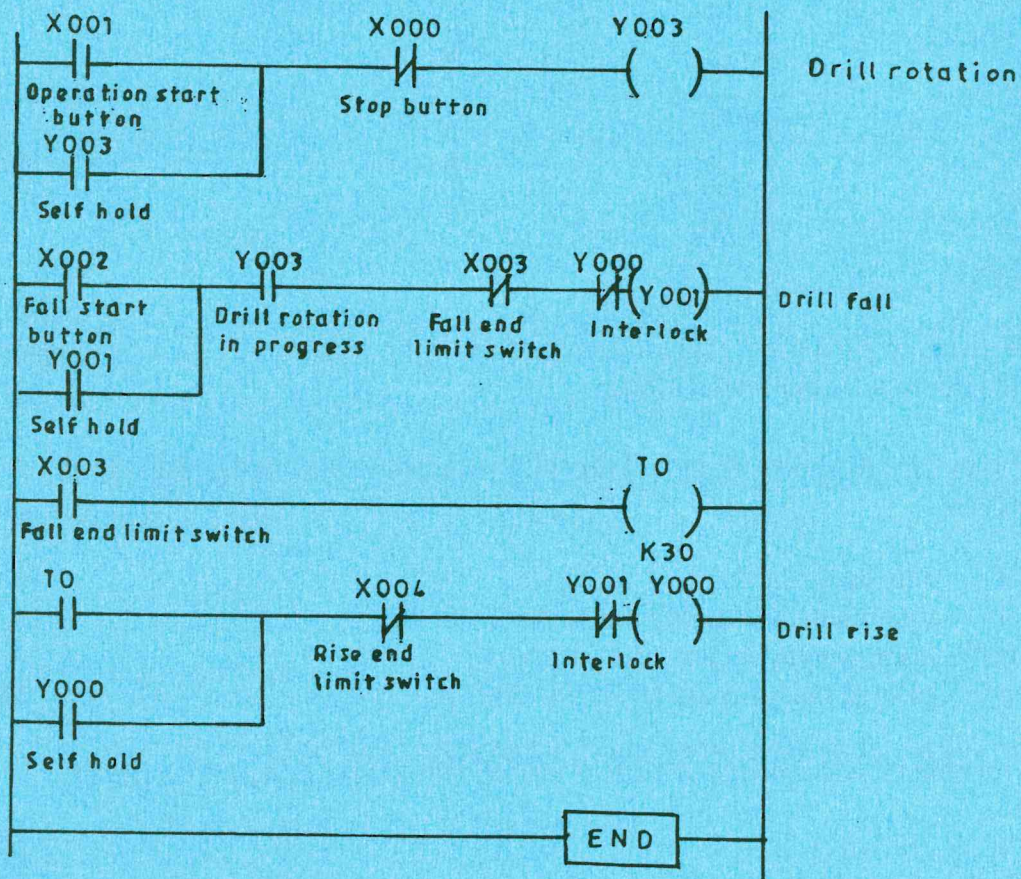 X001 X000 Y003
Drill rotation
Operation start
button
Stop button
Y003
Self hold
X002 Y003 X003 Y000
Y001 Drill fall
Fall start
button
Drill rotation
in progress
Fall end
limit switch
Interlock
Y001
Self hold
X003 T0
Fall end limit switch
K30
T0 X004 Y001 Y000
Drill rise
Rise end
limit switch
Interlock
Y000
Self hold
END